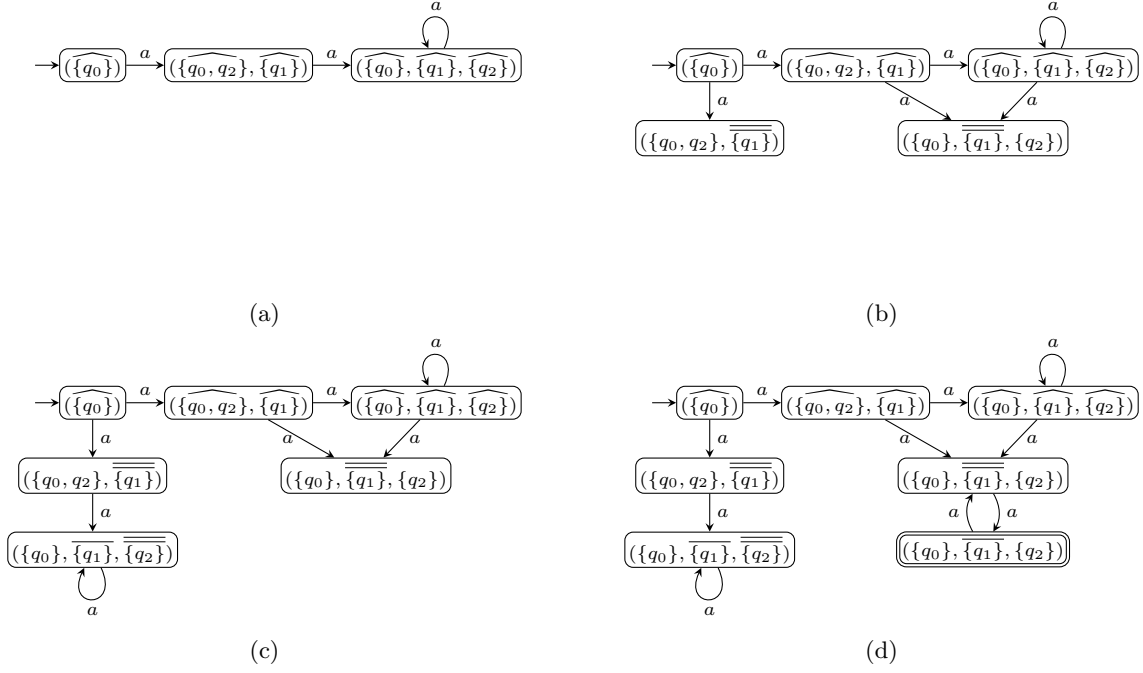 a
a
a
({q₀}) ({q₀, q₂}, {q₁}) ({q₀}, {q₁}, {q₂})
(a)
a
a
a
({q₀}) ({q₀, q₂}, {q₁}) ({q₀}, {q₁}, {q₂})
a
a
a
({q₀, q₂}, {q₁}) ({q₀}, {q₁}, {q₂})
(b)
a
a
a
({q₀}) ({q₀, q₂}, {q₁}) ({q₀}, {q₁}, {q₂})
a
a
a
({q₀, q₂}, {q₁}) ({q₀}, {q₁}, {q₂})
a
({q₀}, {q₁}, {q₂})
a
(c)
a
a
a
({q₀}) ({q₀, q₂}, {q₁}) ({q₀}, {q₁}, {q₂})
a
a
a
({q₀, q₂}, {q₁}) ({q₀}, {q₁}, {q₂})
a
a
a
({q₀}, {q₁}, {q₂}) ({q₀}, {q₁}, {q₂})
a
(d)